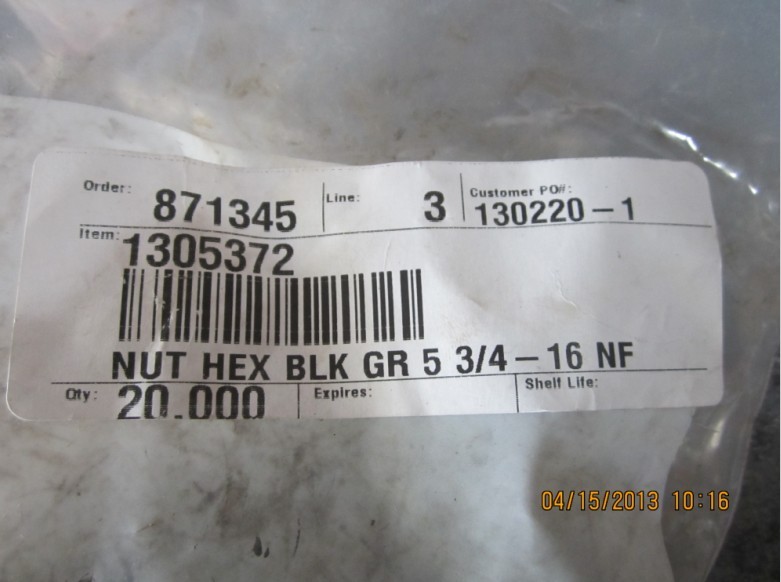 Order: 871345 Line: 3 Customer PO#: 130220-1
Item: 1305372
NUT HEX BLK GR 5 3/4-16 NF
Qty: 20.000 Expires: Shelf Life:
04/15/2013 10:16